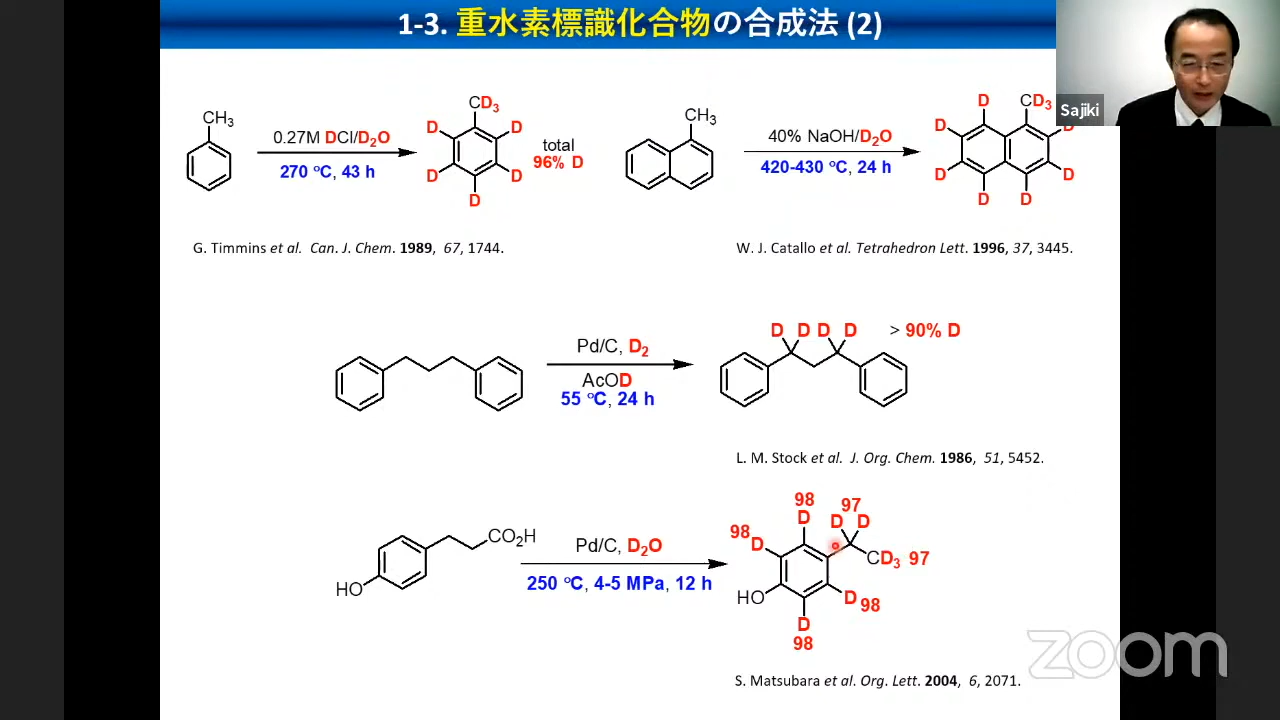 1-3. 重水素標識化合物の合成法 (2)
Sajiki
CH3
0.27M DCl/D2O
270 ℃, 43 h
CD3
D
D
D
D
D
total
96% D
CH3
40% NaOH/D2O
420-430 ℃, 24 h
D
CD3
D
D
D
D
D
D
G. Timmins et al. Can. J. Chem. 1989, 67, 1744.
W. J. Catallo et al. Tetrahedron Lett. 1996, 37, 3445.
Pd/C, D2
AcOD
55 ℃, 24 h
D D D D
> 90% D
L. M. Stock et al. J. Org. Chem. 1986, 51, 5452.
CO2H
HO
Pd/C, D2O
250 ℃, 4-5 MPa, 12 h
98
97
D
D D
98
D
CD3 97
HO
D 98
D
98
zoom
S. Matsubara et al. Org. Lett. 2004, 6, 2071.